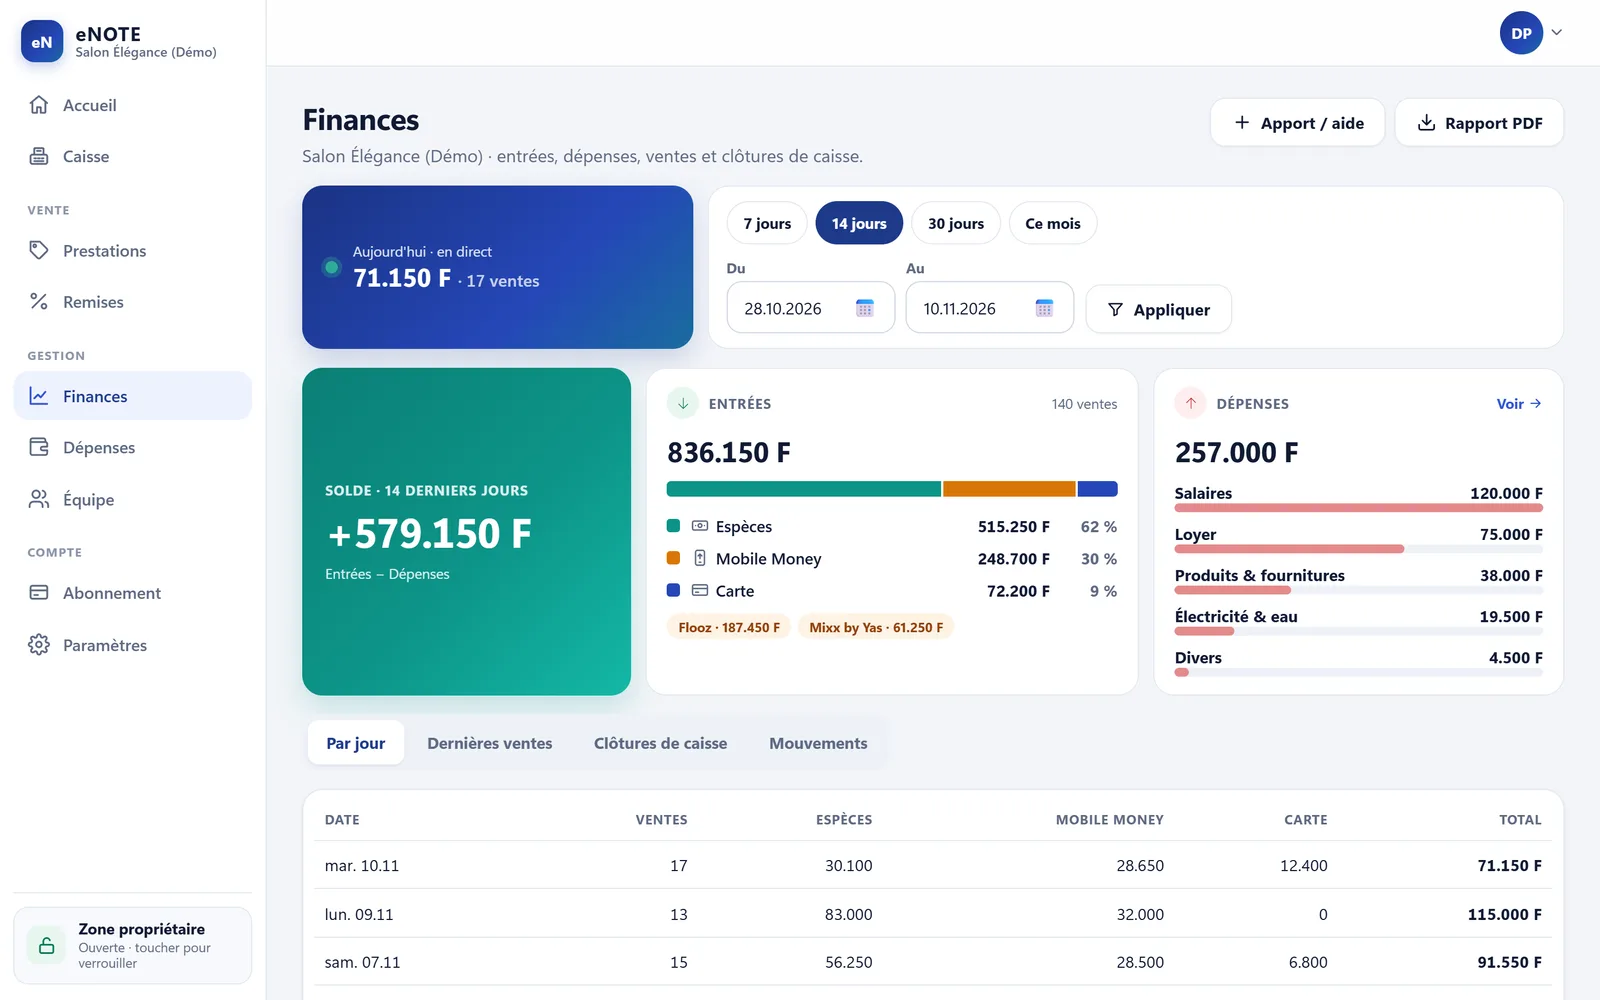 eN
eNOTE
Salon Élégance (Démo)
Accueil
Caisse
VENTE
Prestations
Remises
GESTION
Finances
Dépenses
Équipe
COMPTE
Abonnement
Paramètres
Zone propriétaire
Ouverte · toucher pour
verrouiller
DP
Finances
Salon Élégance (Démo) · entrées, dépenses, ventes et clôtures de caisse.
Apport / aide
Rapport PDF
Aujourd'hui · en direct
71.150 F · 17 ventes
7 jours
14 jours
30 jours
Ce mois
Du
Au
28.10.2026
10.11.2026
Appliquer
SOLDE · 14 DERNIERS JOURS
+579.150 F
Entrées – Dépenses
ENTRÉES
140 ventes
836.150 F
Espèces 515.250 F 62 %
Mobile Money 248.700 F 30 %
Carte 72.200 F 9 %
Flooz · 187.450 F
Mixx by Yas · 61.250 F
DÉPENSES
Voir →
257.000 F
Salaires 120.000 F
Loyer 75.000 F
Produits & fournitures 38.000 F
Électricité & eau 19.500 F
Divers 4.500 F
Par jour
Dernières ventes
Clôtures de caisse
Mouvements
DATE VENTES ESPÈCES MOBILE MONEY CARTE TOTAL
mar. 10.11 17 30.100 28.650 12.400 71.150 F
lun. 09.11 13 83.000 32.000 0 115.000 F
sam. 07.11 15 56.250 28.500 6.800 91.550 F